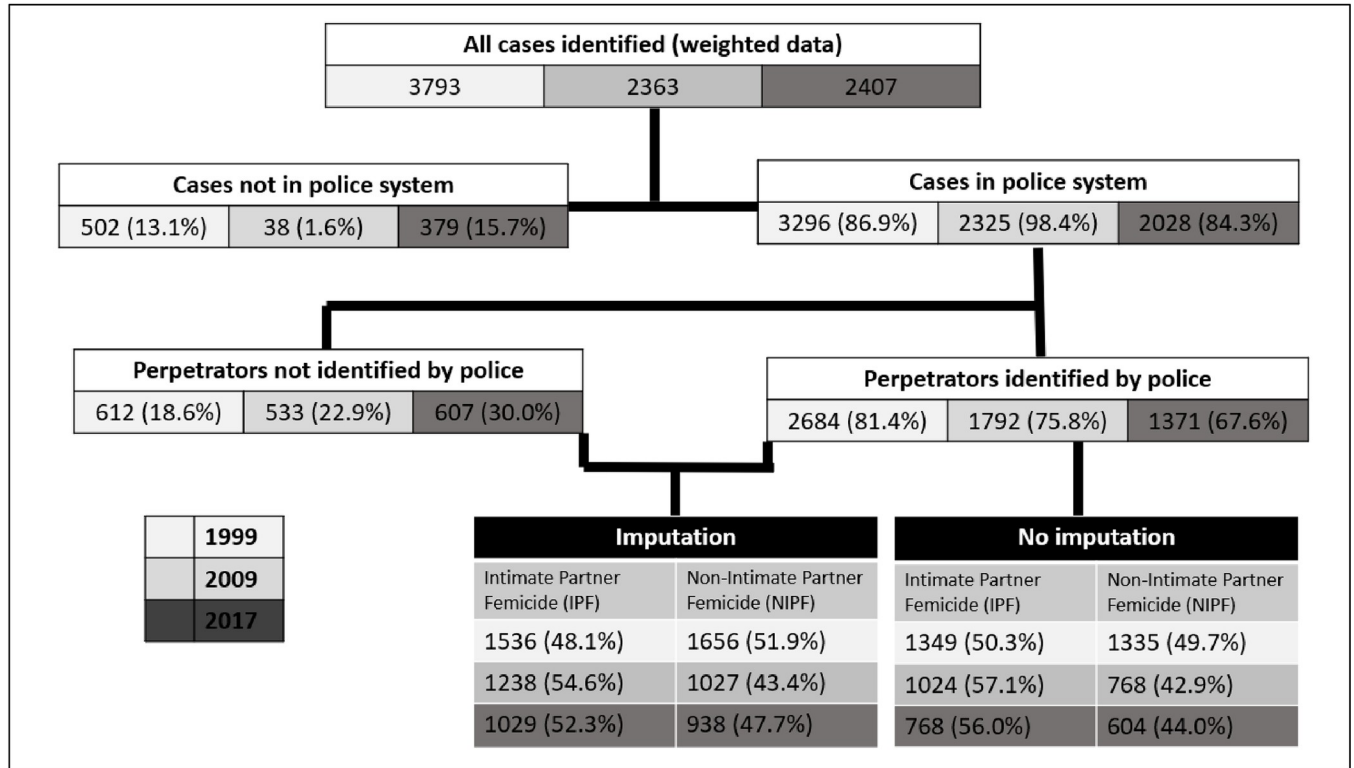 All cases identified (weighted data)
3793 2363 2407
Cases not in police system
502 (13.1%) 38 (1.6%) 379 (15.7%)
Cases in police system
3296 (86.9%) 2325 (98.4%) 2028 (84.3%)
Perpetrators not identified by police
612 (18.6%) 533 (22.9%) 607 (30.0%)
Perpetrators identified by police
2684 (81.4%) 1792 (75.8%) 1371 (67.6%)
1999
2009
2017
Imputation
Intimate Partner Non-Intimate Partner
Femicide (IPF) Femicide (NIPF)
1536 (48.1%) 1656 (51.9%)
1238 (54.6%) 1027 (43.4%)
1029 (52.3%) 938 (47.7%)
No imputation
Intimate Partner Non-Intimate Partner
Femicide (IPF) Femicide (NIPF)
1349 (50.3%) 1335 (49.7%)
1024 (57.1%) 768 (42.9%)
768 (56.0%) 604 (44.0%)